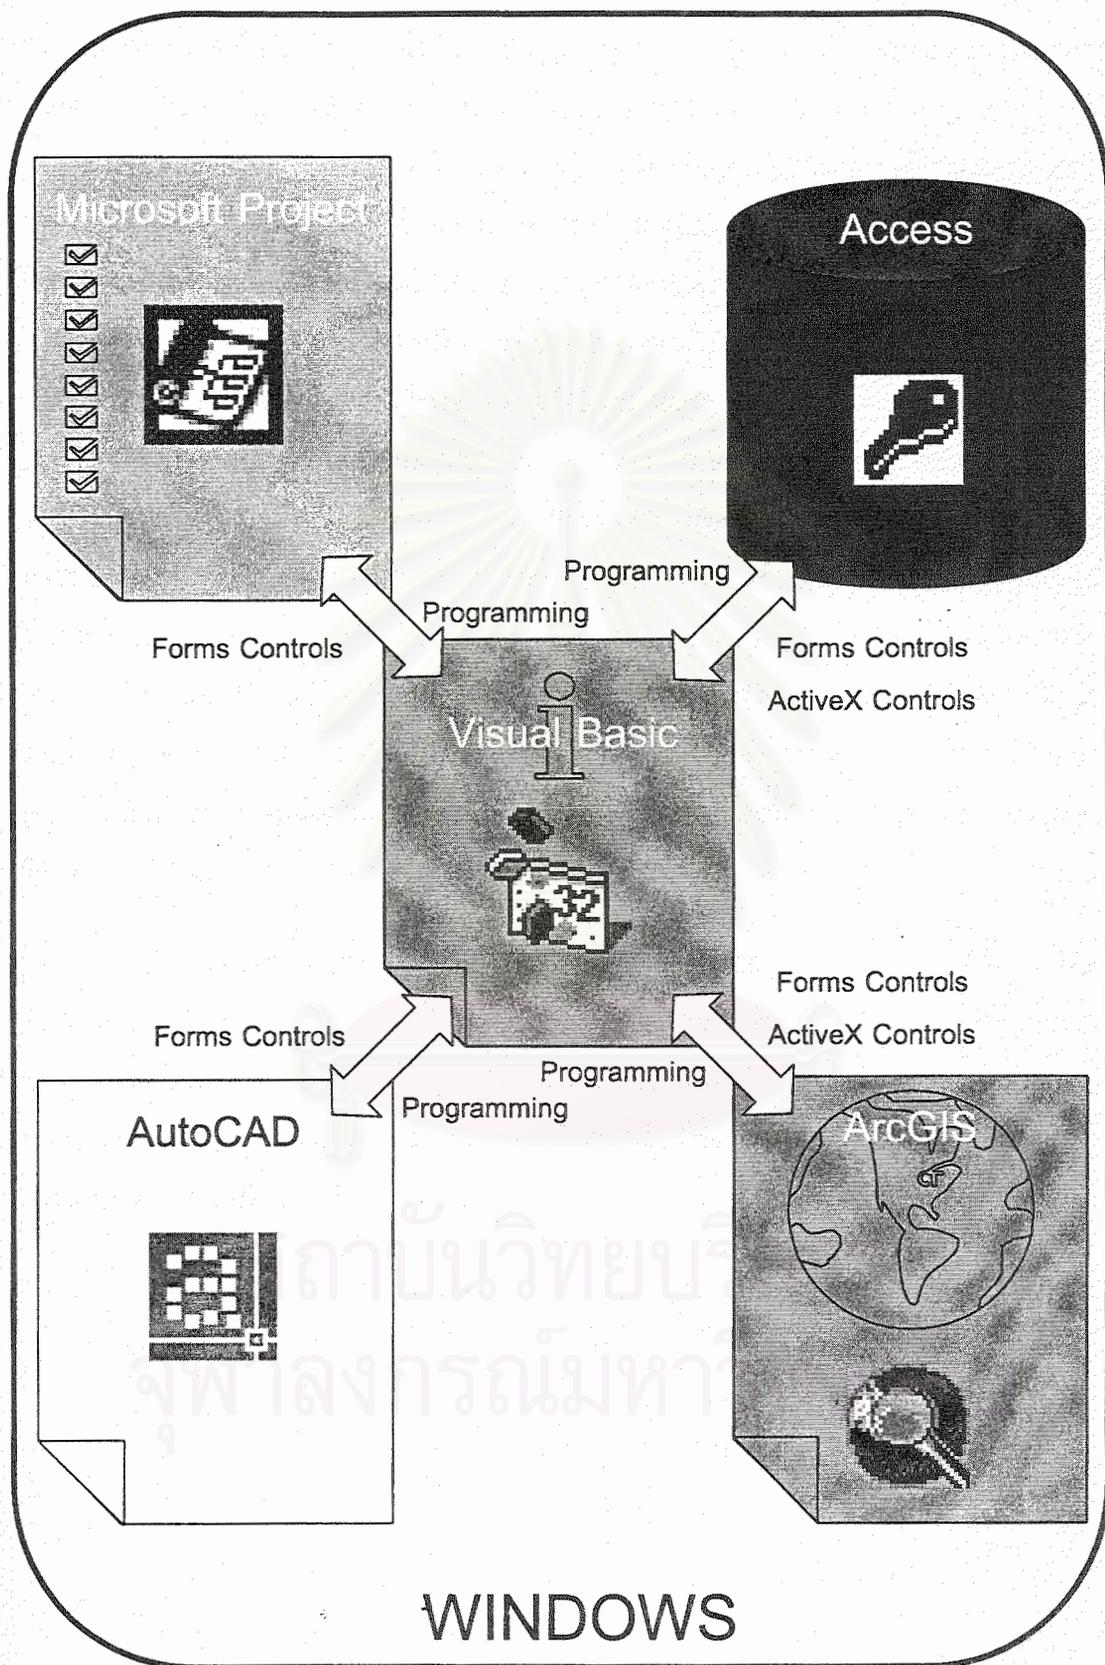 Microsoft Project
Access
Programming
Programming
Forms Controls
Forms Controls
ActiveX Controls
Visual Basic
32
Forms Controls
ActiveX Controls
Forms Controls
Programming
Programming
AutoCAD
ArcGIS
a
WINDOWS